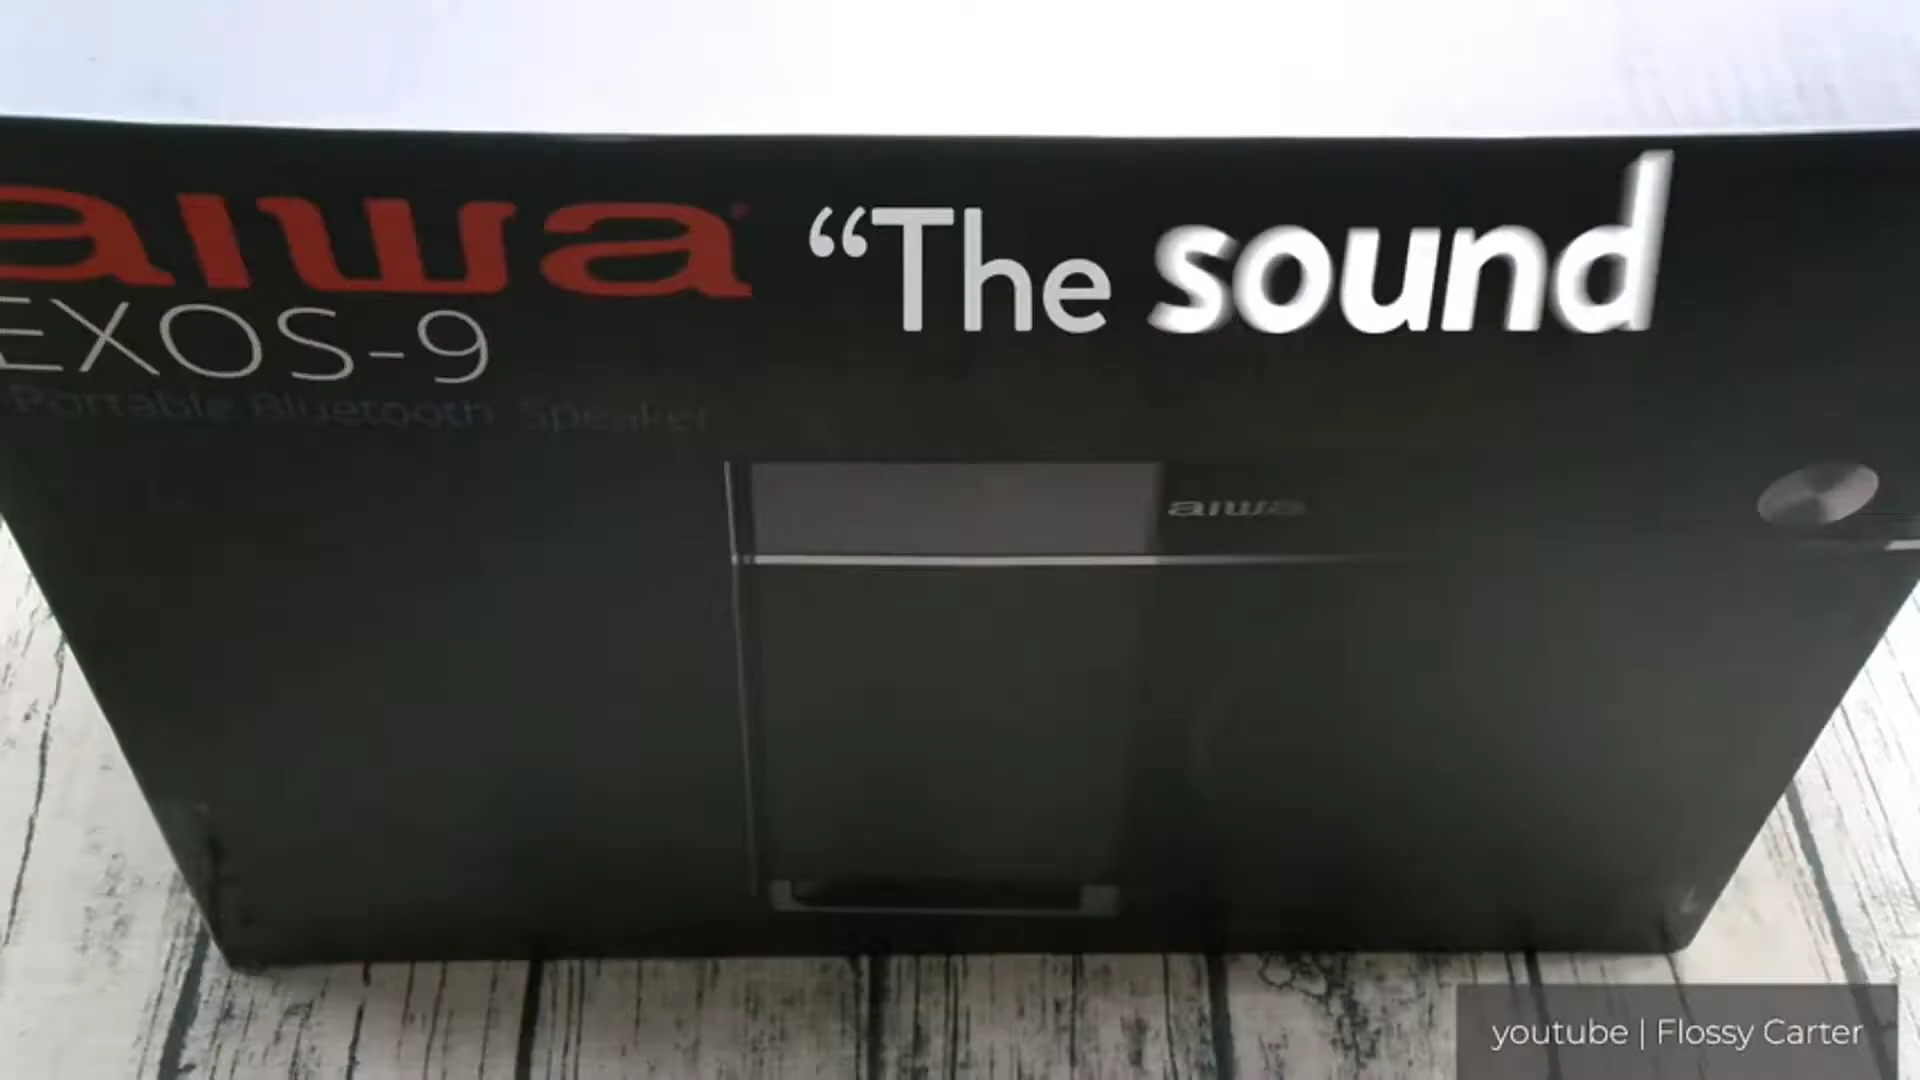 aiwa
EXOS-9
Portable Bluetooth Speaker
“The sound
aiwa
youtube | Flossy Carter